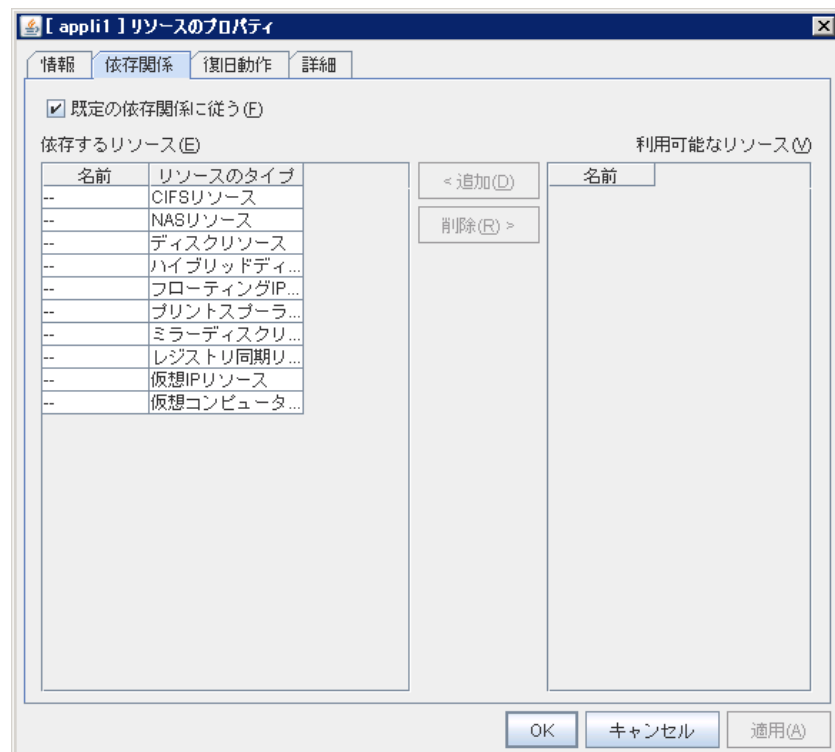 [ appli1 ] リソースのプロパティ
情報 依存関係 復旧動作 詳細
既定の依存関係に従う(F)
依存するリソース(E) 利用可能なリソース(V)
名前 リソースのタイプ < 追加(D) 名前
-- CIFSリソース
-- NASリソース 削除(R) >
-- ディスクリソース
-- ハイブリッドディ...
-- フローティングIP...
-- プリントスプーラ...
-- ミラーディスクリ...
-- レジストリ同期リ...
-- 仮想IPリソース
-- 仮想コンピュータ...
OK キャンセル 適用(A)